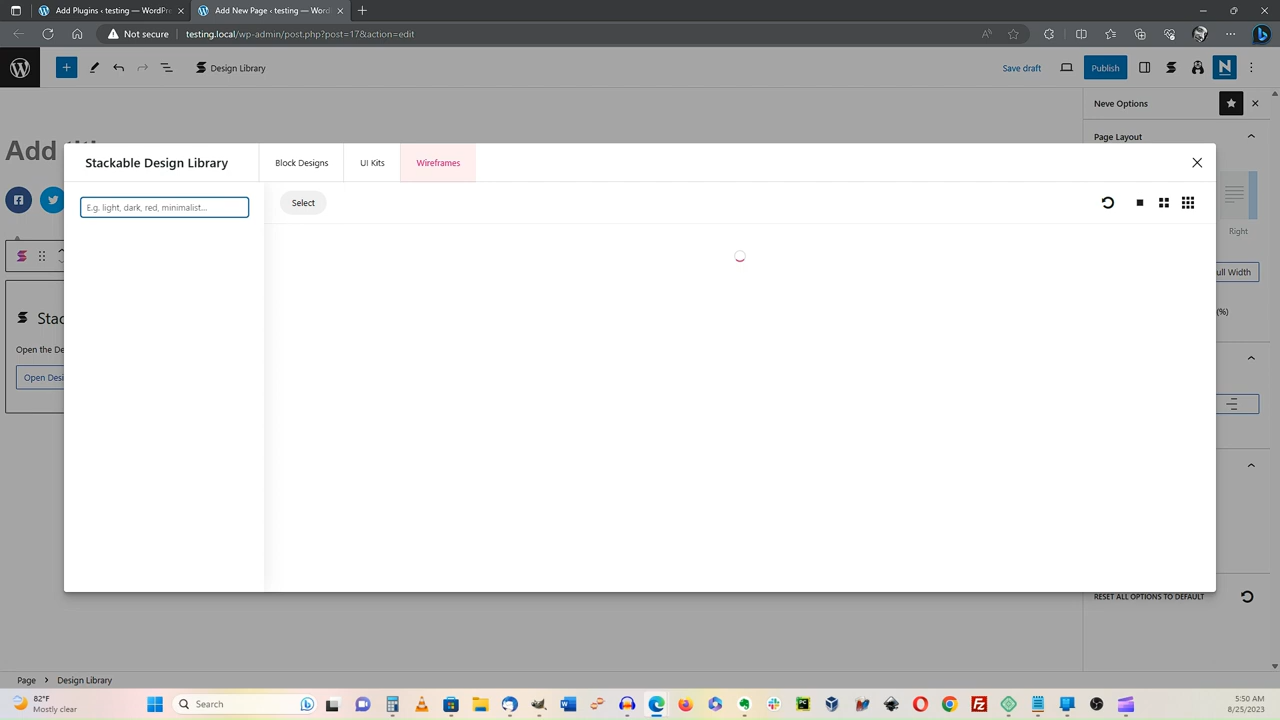 Add Plugins ‹ testing — WordPre
Add New Page ‹ testing — WordP
Not secure
testing.local/wp-admin/post.php?post=17&action=edit
Design Library
Save draft
Publish
Neve Options
Add
Page Layout
Stackable Design Library
Block Designs
UI Kits
Wireframes
E.g. light, dark, red, minimalist...
Select
Right
ull Width
(%)
Stac
Open the De
Open Desi
RESET ALL OPTIONS TO DEFAULT
Page
Design Library
82°F
Mostly clear
Search
5:50 AM
8/25/2023